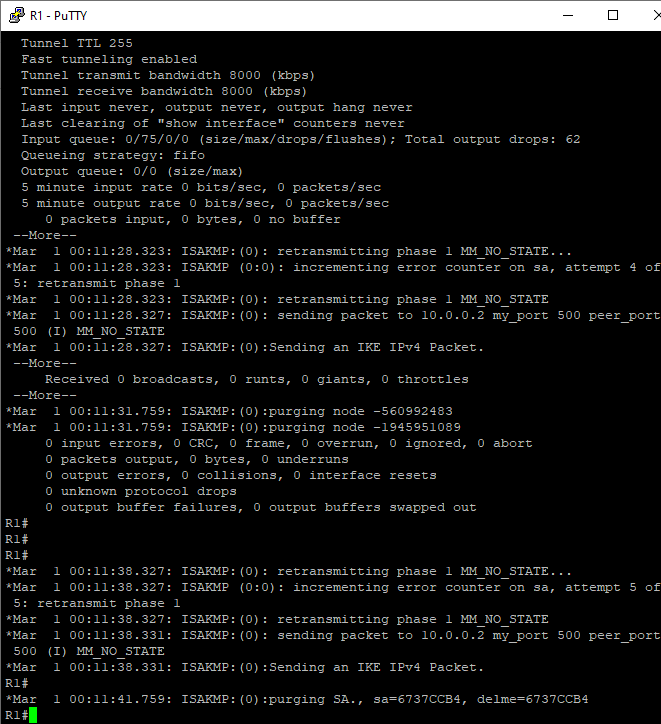 R1 - PuTTY
Tunnel TTL 255
Fast tunneling enabled
Tunnel transmit bandwidth 8000 (kbps)
Tunnel receive bandwidth 8000 (kbps)
Last input never, output never, output hang never
Last clearing of "show interface" counters never
Input queue: 0/75/0/0 (size/max/drops/flushes); Total output drops: 62
Queueing strategy: fifo
Output queue: 0/0 (size/max)
5 minute input rate 0 bits/sec, 0 packets/sec
5 minute output rate 0 bits/sec, 0 packets/sec
0 packets input, 0 bytes, 0 no buffer
--More--
*Mar  1 00:11:28.323: ISAKMP:(0): retransmitting phase 1 MM_NO_STATE...
*Mar  1 00:11:28.323: ISAKMP (0:0): incrementing error counter on sa, attempt 4 of
5: retransmit phase 1
*Mar  1 00:11:28.323: ISAKMP:(0): retransmitting phase 1 MM_NO_STATE
*Mar  1 00:11:28.327: ISAKMP:(0): sending packet to 10.0.0.2 my_port 500 peer_port
500 (I) MM_NO_STATE
*Mar  1 00:11:28.327: ISAKMP:(0):Sending an IKE IPv4 Packet.
--More--
Received 0 broadcasts, 0 runts, 0 giants, 0 throttles
--More--
*Mar  1 00:11:31.759: ISAKMP:(0):purging node -560992483
*Mar  1 00:11:31.759: ISAKMP:(0):purging node -1945951089
0 input errors, 0 CRC, 0 frame, 0 overrun, 0 ignored, 0 abort
0 packets output, 0 bytes, 0 underruns
0 output errors, 0 collisions, 0 interface resets
0 unknown protocol drops
0 output buffer failures, 0 output buffers swapped out
R1#
R1#
R1#
*Mar  1 00:11:38.327: ISAKMP:(0): retransmitting phase 1 MM_NO_STATE...
*Mar  1 00:11:38.327: ISAKMP (0:0): incrementing error counter on sa, attempt 5 of
5: retransmit phase 1
*Mar  1 00:11:38.327: ISAKMP:(0): retransmitting phase 1 MM_NO_STATE
*Mar  1 00:11:38.331: ISAKMP:(0): sending packet to 10.0.0.2 my_port 500 peer_port
500 (I) MM_NO_STATE
*Mar  1 00:11:38.331: ISAKMP:(0):Sending an IKE IPv4 Packet.
R1#
*Mar  1 00:11:41.759: ISAKMP:(0):purging SA., sa=6737CCB4, delme=6737CCB4
R1#